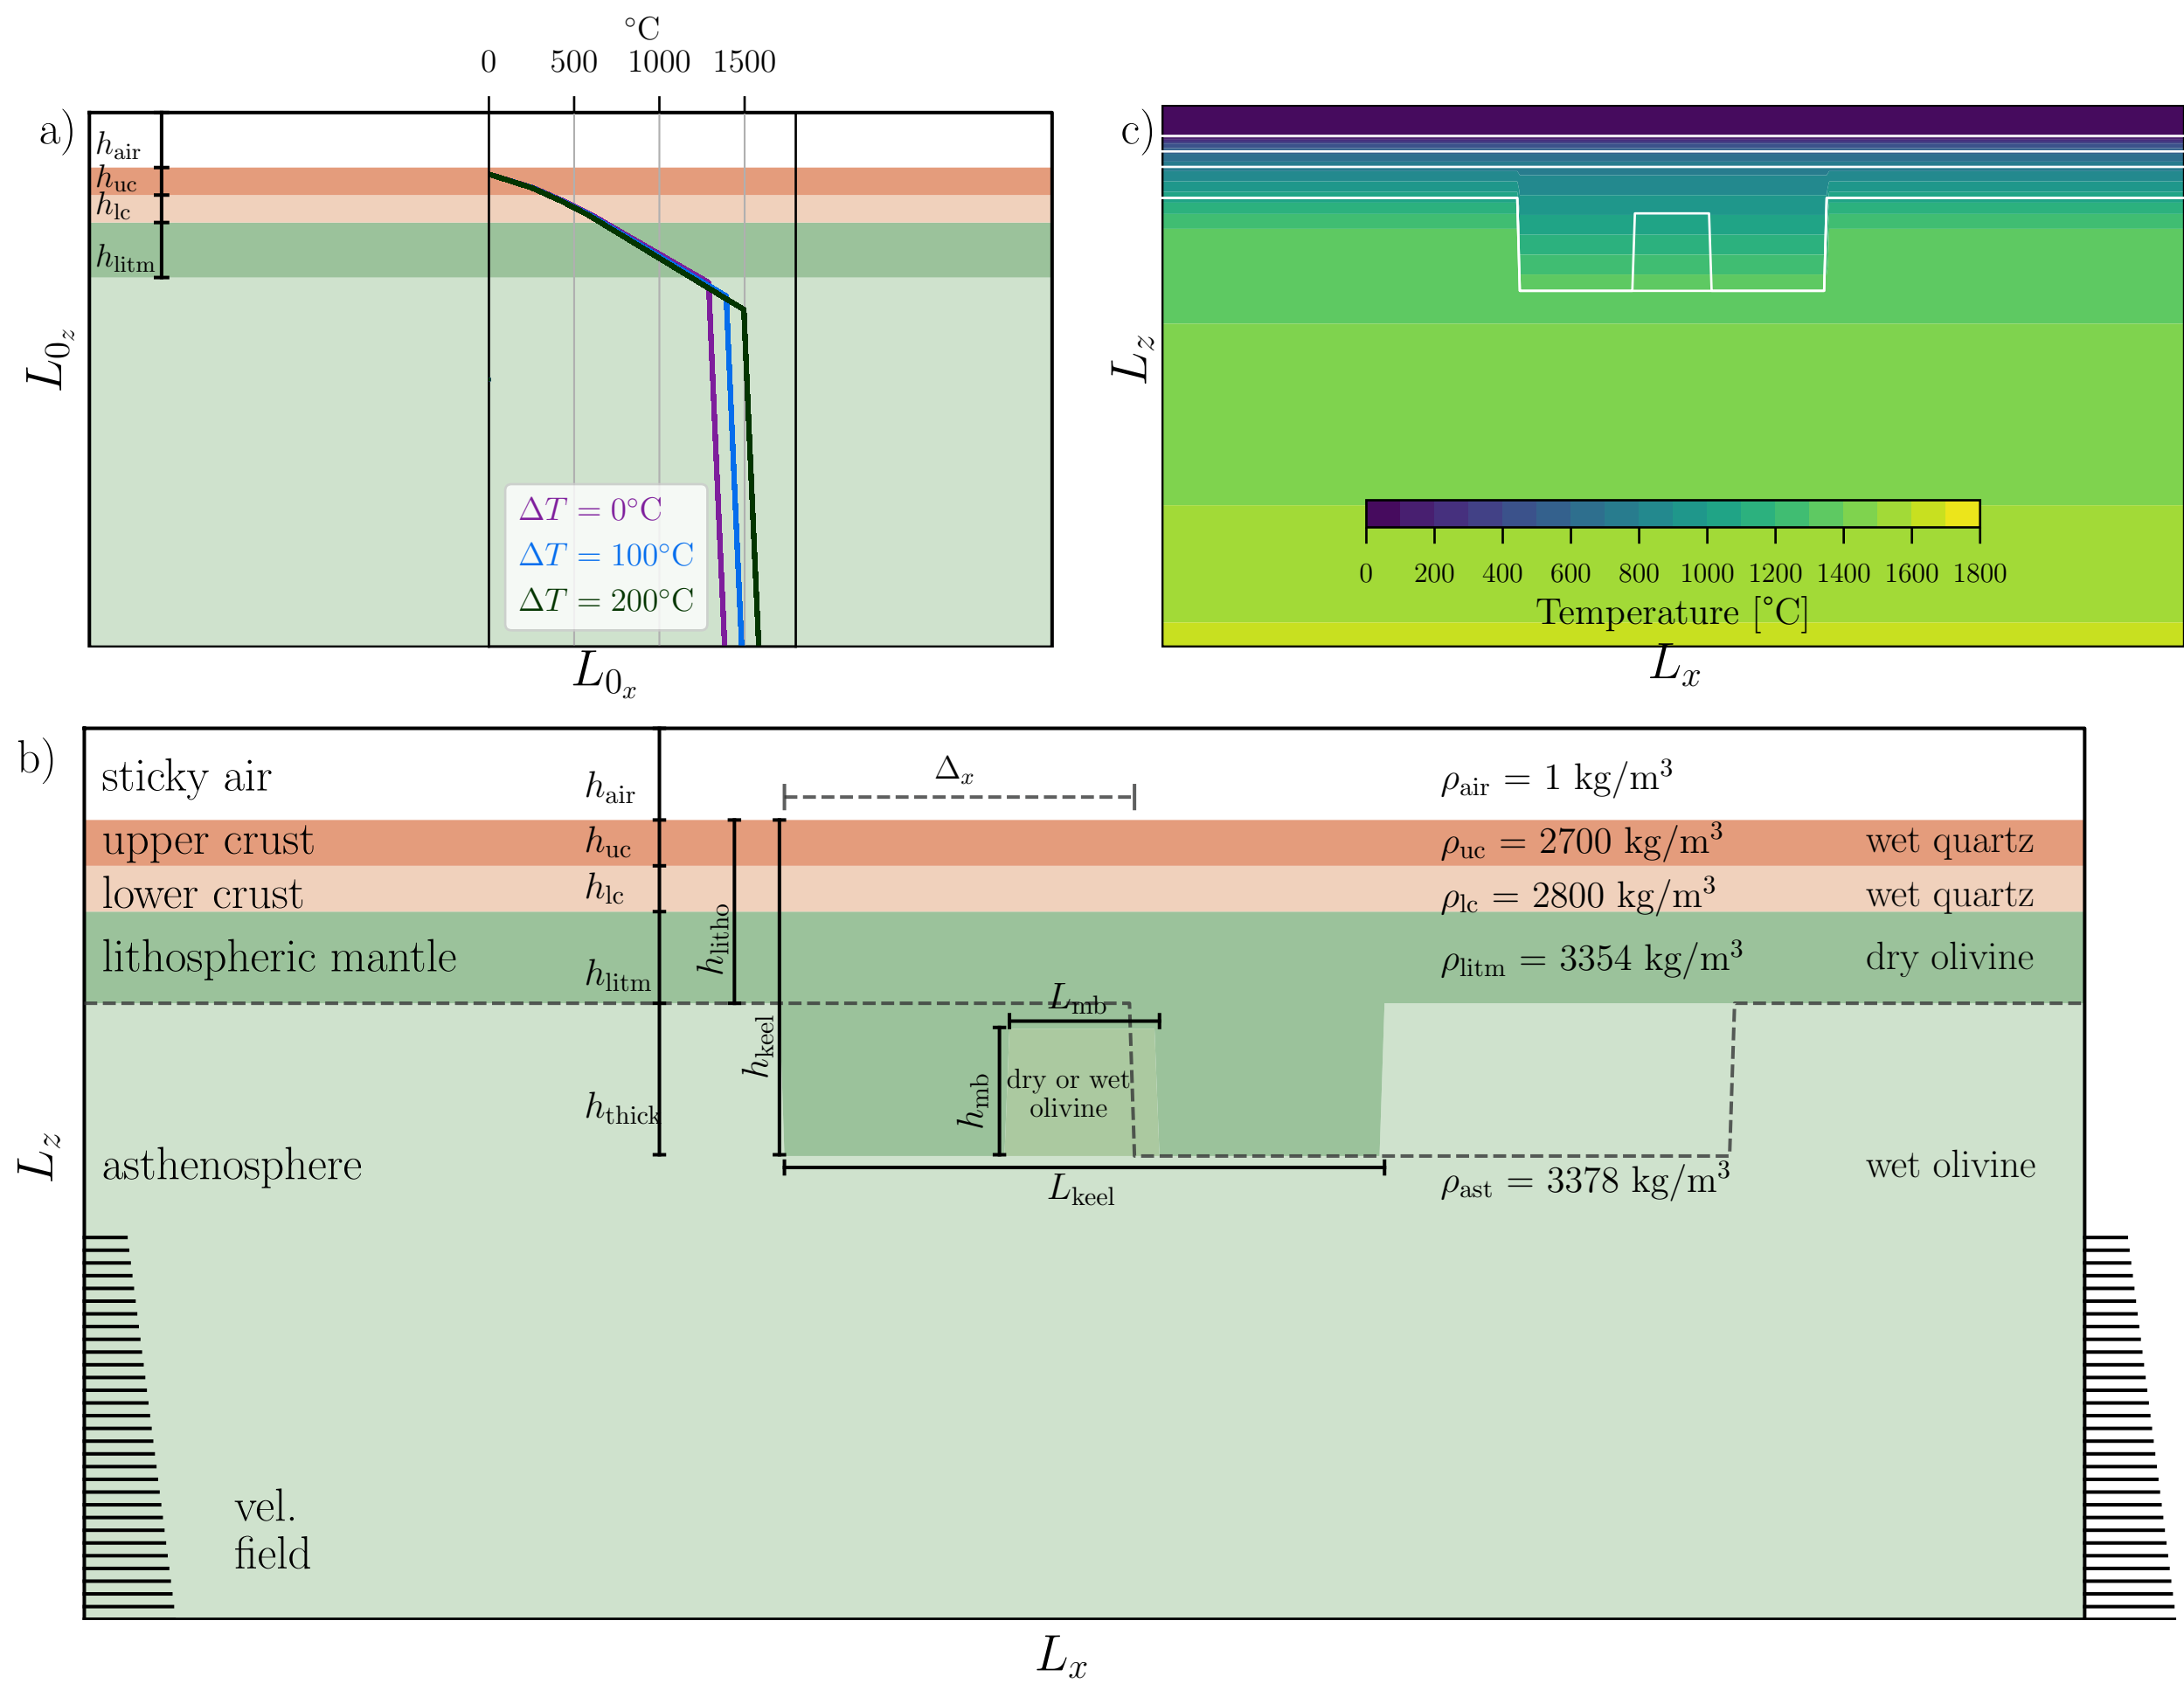 °C
0 500 1000 1500
a)
h_air
h_uc
h_lc
h_litm
L_0z
ΔT = 0°C
ΔT = 100°C
ΔT = 200°C
L_0x
c)
L_z
0 200 400 600 800 1000 1200 1400 1600 1800
Temperature [°C]
L_x
b)
sticky air
h_air
Δ_x
ρ_air = 1 kg/m³
upper crust
h_uc
ρ_uc = 2700 kg/m³
wet quartz
lower crust
h_lc
ρ_lc = 2800 kg/m³
wet quartz
h_litho
lithospheric mantle
h_litm
ρ_litm = 3354 kg/m³
dry olivine
L_mb
h_keel
h_mb
dry or wet
olivine
h_thick
L_z
asthenosphere
L_keel
ρ_ast = 3378 kg/m³
wet olivine
vel.
field
L_x